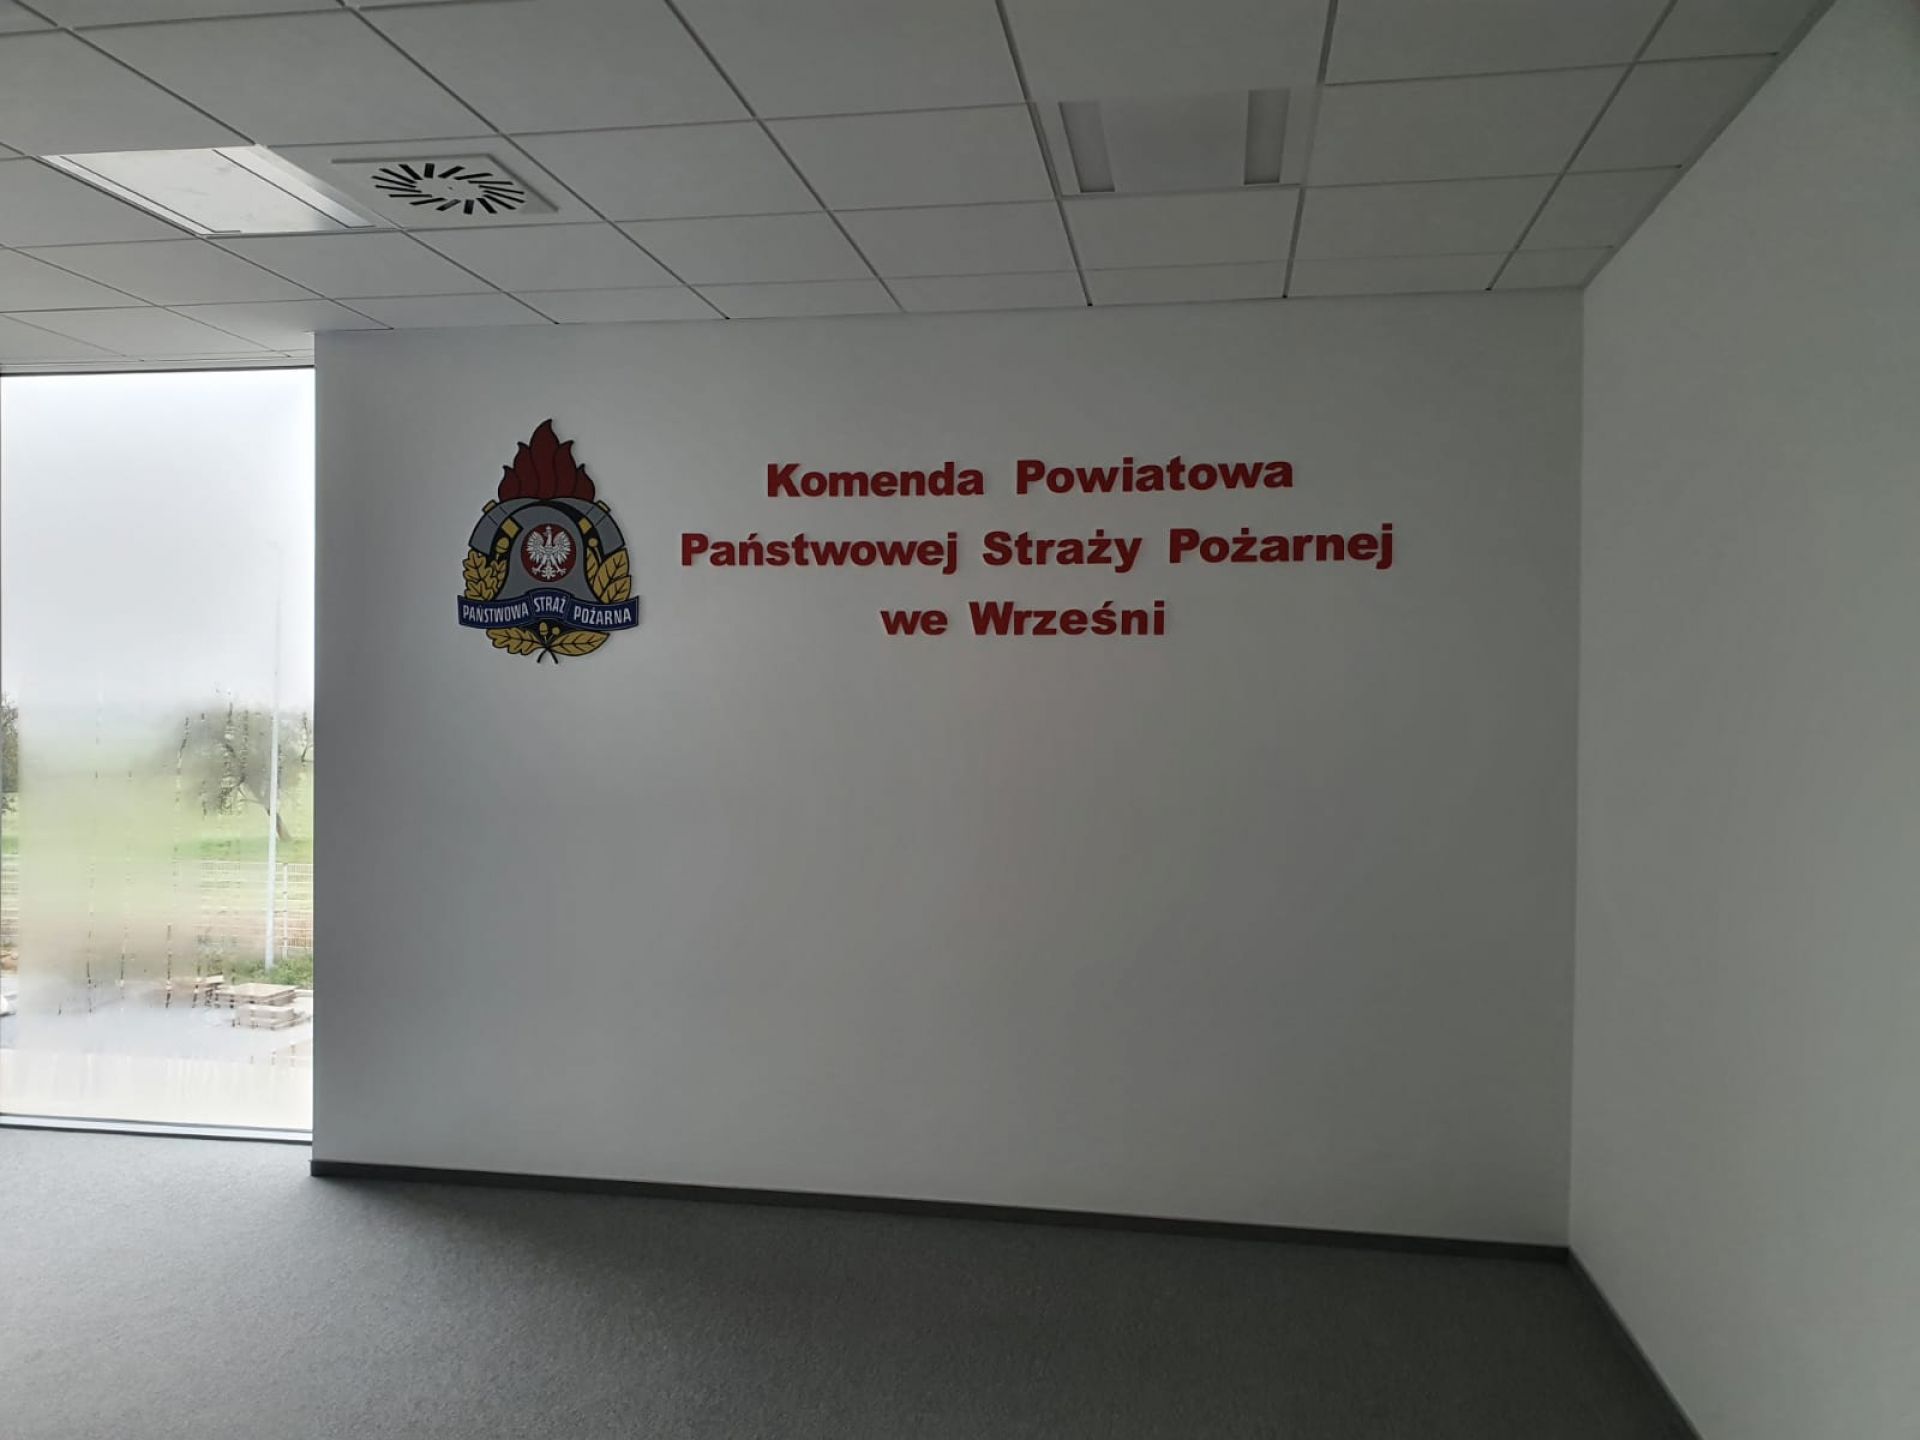 Komenda Powiatowa
Państwowej Straży Pożarnej
we Wrześni
PAŃSTWOWA STRAŻ POŻARNA